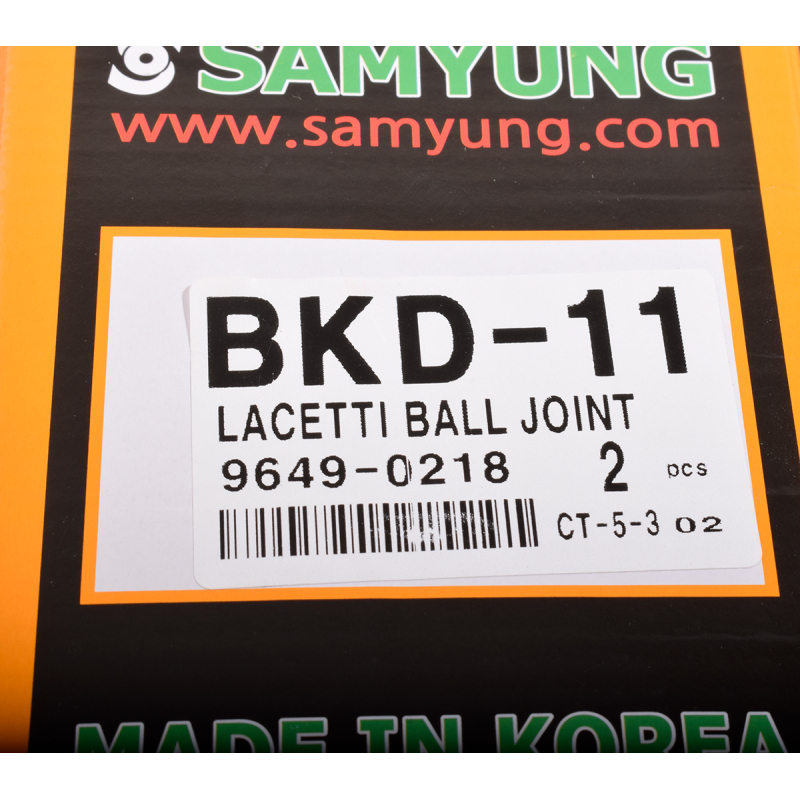 SAMYUNG
www.samyung.com
BKD-11
LACETTI BALL JOINT
9649-0218 2 pcs
CT-5-3 02
MADE IN KOREA